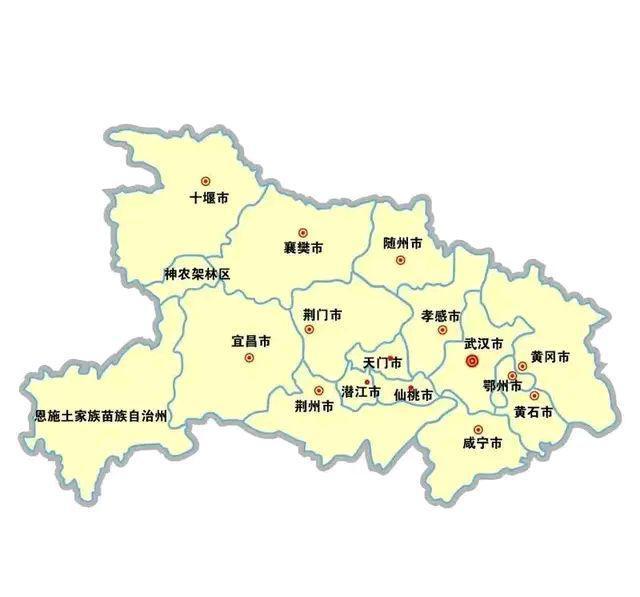 十堰市
襄樊市
随州市
神农架林区
荆门市
孝感市
宜昌市
武汉市
黄冈市
天门市
鄂州市
潜江市
仙桃市
荆州市
黄石市
恩施土家族苗族自治州
咸宁市